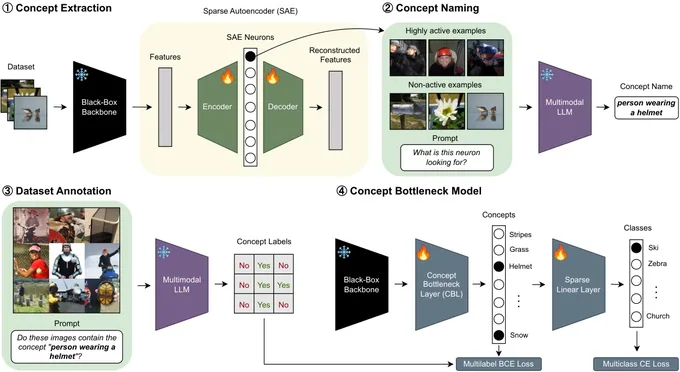 ① Concept Extraction
Sparse Autoencoder (SAE)
Dataset
Black-Box
Backbone
Features
SAE Neurons
Encoder
Decoder
Reconstructed
Features
② Concept Naming
Highly active examples
Non-active examples
Prompt
What is this neuron
looking for?
Multimodal
LLM
Concept Name
person wearing
a helmet
③ Dataset Annotation
Prompt
Do these images contain the
concept "person wearing a
helmet"?
Multimodal
LLM
Concept Labels
No Yes No
No Yes Yes
No Yes No
④ Concept Bottleneck Model
Black-Box
Backbone
Concept
Bottleneck
Layer (CBL)
Concepts
Stripes
Grass
Helmet
Snow
Sparse
Linear Layer
Classes
Ski
Zebra
Church
Multilabel BCE Loss
Multiclass CE Loss